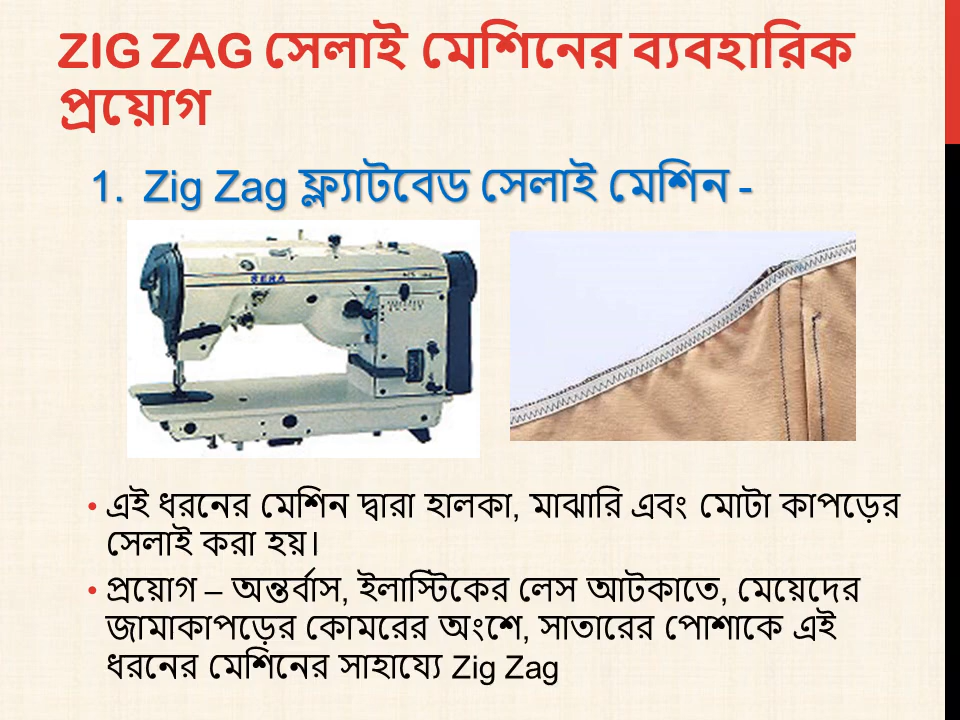 ZIG ZAG সেলাই মেশিনের ব্যবহারিক
প্রয়োগ
1. Zig Zag ফ্ল্যাটবেড সেলাই মেশিন -
• এই ধরনের মেশিন দ্বারা হালকা, মাঝারি এবং মোটা কাপড়ের
সেলাই করা হয়।
• প্রয়োগ – অন্তর্বাস, ইলাস্টিকের লেস আটকাতে, মেয়েদের
জামাকাপড়ের কোমরের অংশে, সাতারের পোশাকে এই
ধরনের মেশিনের সাহায্যে Zig Zag